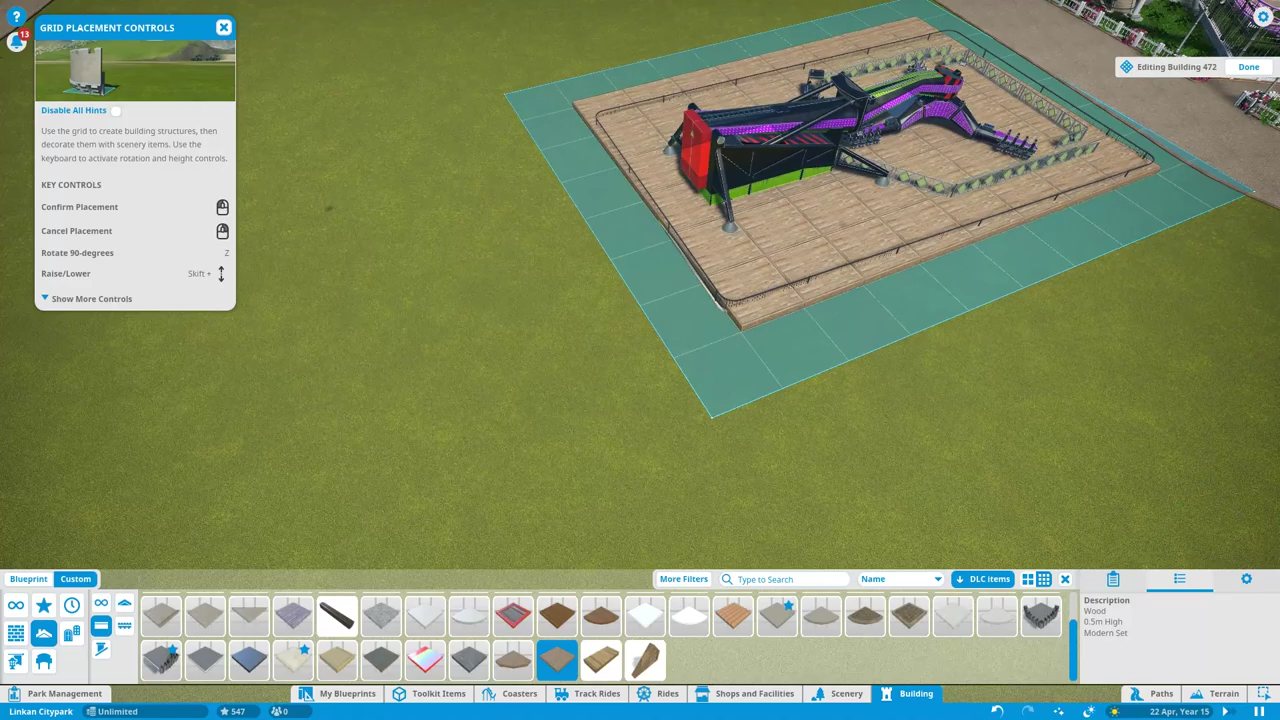 ?
13
GRID PLACEMENT CONTROLS
Disable All Hints
Use the grid to create building structures, then
decorate them with scenery items. Use the
keyboard to activate rotation and height controls.
KEY CONTROLS
Confirm Placement
Cancel Placement
Rotate 90-degrees Z
Raise/Lower Skift +
Show More Controls
Editing Building 472 Done
Blueprint Custom More Filters Type to Search Name DLC items
Description
Wood
0.5m High
Modern Set
Park Management My Blueprints Toolkit Items Coasters Track Rides Rides Shops and Facilities Scenery Building Paths Terrain
Linkan Citypark Unlimited 547 0 22 Apr, Year 15